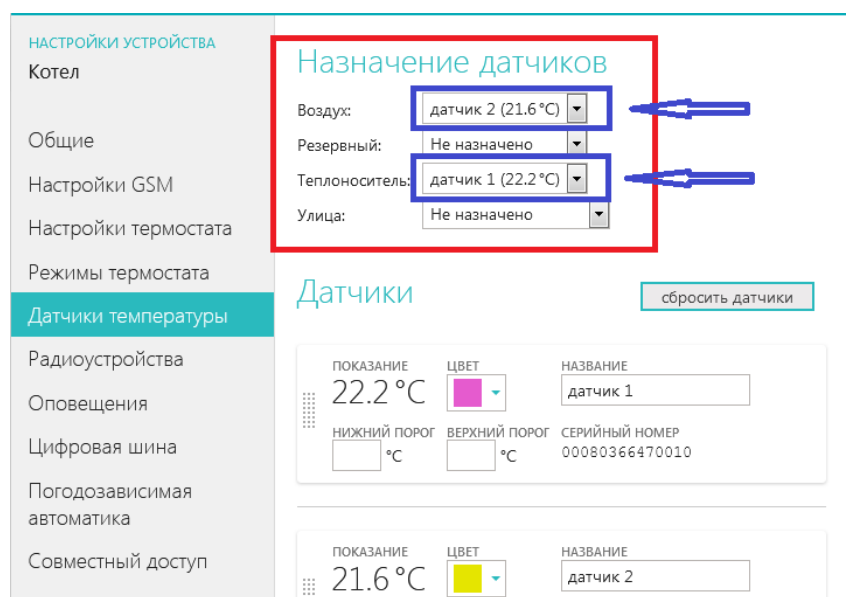 НАСТРОЙКИ УСТРОЙСТВА
Котел
Общие
Настройки GSM
Настройки термостата
Режимы термостата
Датчики температуры
Радиоустройства
Оповещения
Цифровая шина
Погодозависимая
автоматика
Совместный доступ
Назначение датчиков
Воздух: датчик 2 (21.6 °C)
Резервный: Не назначено
Теплоноситель: датчик 1 (22.2 °C)
Улица: Не назначено
Датчики
сбросить датчики
ПОКАЗАНИЕ ЦВЕТ НАЗВАНИЕ
22.2 °C датчик 1
НИЖНИЙ ПОРОГ ВЕРХНИЙ ПОРОГ СЕРИЙНЫЙ НОМЕР
°C °C 00080366470010
ПОКАЗАНИЕ ЦВЕТ НАЗВАНИЕ
21.6 °C датчик 2